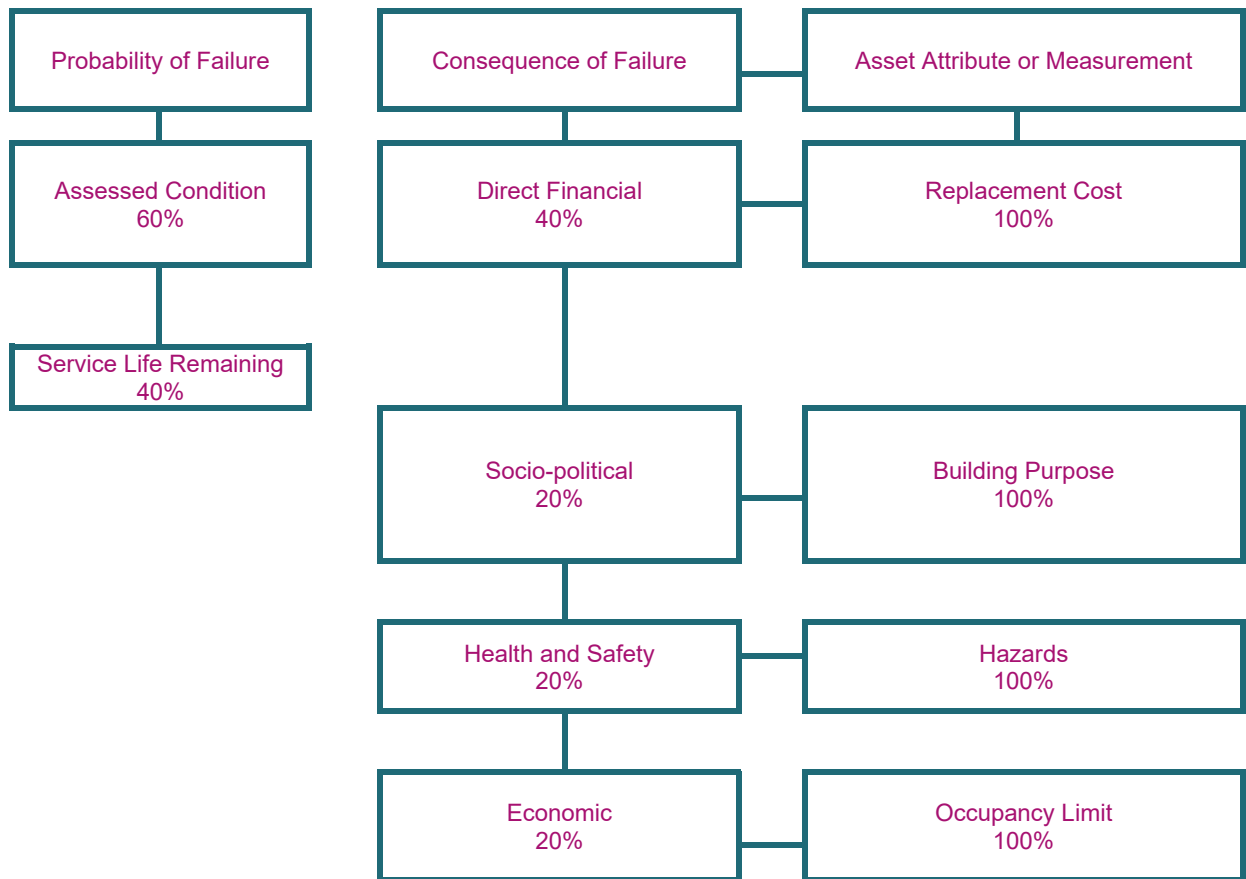 Probability of Failure
Consequence of Failure
Asset Attribute or Measurement
Assessed Condition
60%
Direct Financial
40%
Replacement Cost
100%
Service Life Remaining
40%
Socio-political
20%
Building Purpose
100%
Health and Safety
20%
Hazards
100%
Economic
20%
Occupancy Limit
100%